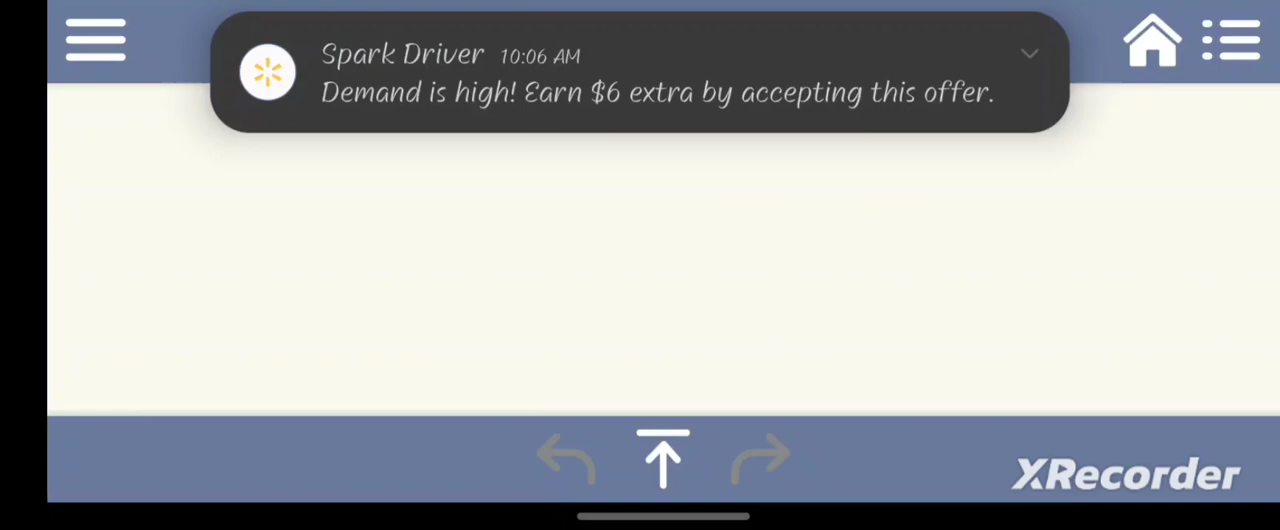 Spark Driver 10:06 AM
Demand is high! Earn $6 extra by accepting this offer.
XRecorder